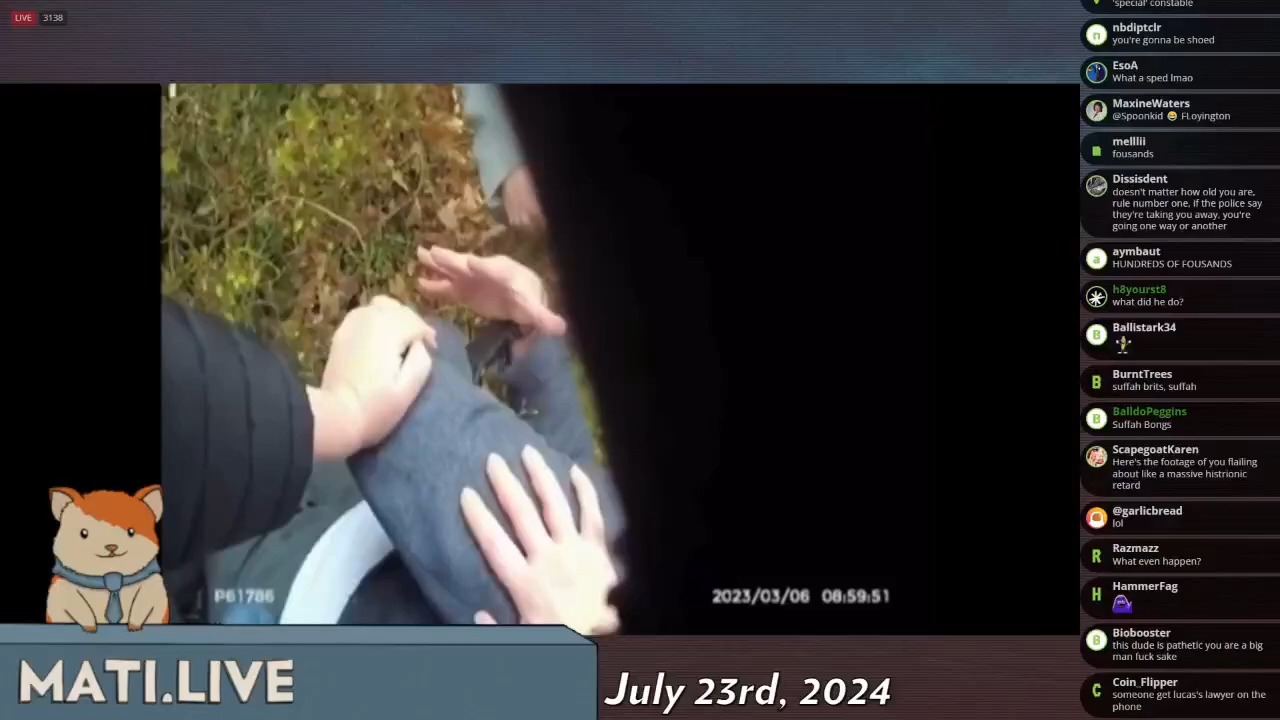 LIVE 3138
'special' constable
nbdiptclr
you're gonna be shoed
EsoA
What a sped lmao
MaxineWaters
@Spoonkid 😄 FLoyington
melllii
fousands
Dissisdent
doesn't matter how old you are,
rule number one. if the police say
they're taking you away. you're
going one way or another
aymbaut
HUNDREDS OF FOUSANDS
h8yourst8
what did he do?
Ballistark34
BurntTrees
suffah brits, suffah
BalldoPeggins
Suffah Bongs
ScapegoatKaren
Here's the footage of you flailing
about like a massive histrionic
retard
@garlicbread
lol
Razmazz
What even happen?
HammerFag
Biobooster
this dude is pathetic you are a big
man fuck sake
Coin_Flipper
someone get lucas's lawyer on the
phone
P61786
2023/03/06 08:59:51
MATI.LIVE
July 23rd, 2024